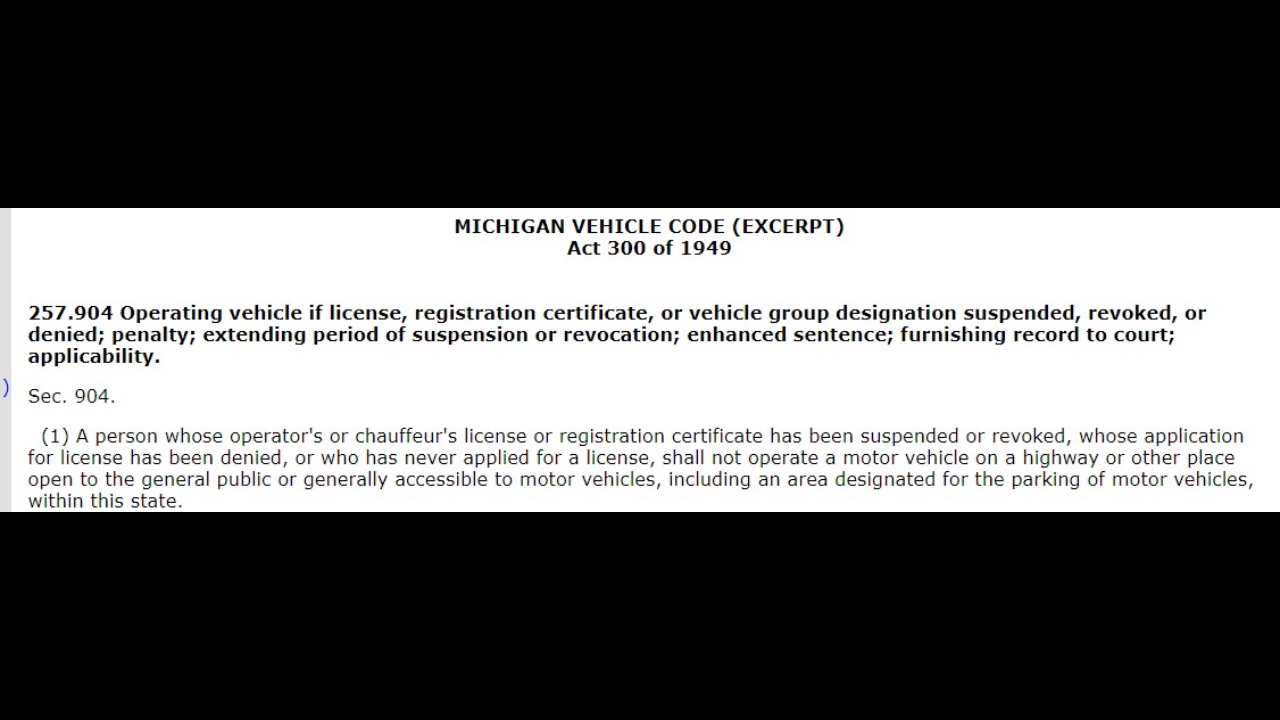 MICHIGAN VEHICLE CODE (EXCERPT)
Act 300 of 1949
257.904 Operating vehicle if license, registration certificate, or vehicle group designation suspended, revoked, or
denied; penalty; extending period of suspension or revocation; enhanced sentence; furnishing record to court;
applicability.
)
Sec. 904.
(1) A person whose operator's or chauffeur's license or registration certificate has been suspended or revoked, whose application
for license has been denied, or who has never applied for a license, shall not operate a motor vehicle on a highway or other place
open to the general public or generally accessible to motor vehicles, including an area designated for the parking of motor vehicles,
within this state.